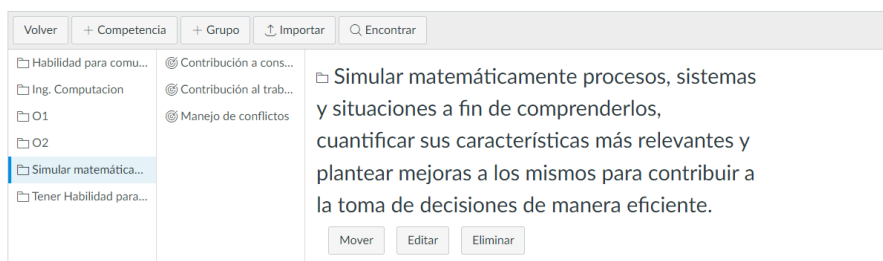 Volver + Competencia + Grupo Importar Encontrar
Habilidad para comu...
Ing. Computacion
O1
O2
Simular matemática...
Tener Habilidad para...
Contribución a cons...
Contribución al trab...
Manejo de conflictos
Simular matemáticamente procesos, sistemas
y situaciones a fin de comprenderlos,
cuantificar sus características más relevantes y
plantear mejoras a los mismos para contribuir a
la toma de decisiones de manera eficiente.
Mover Editar Eliminar